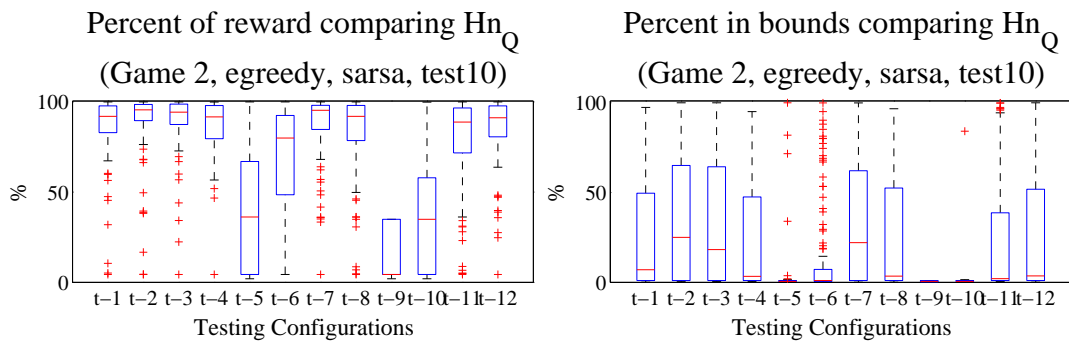 Percent of reward comparing Hn_Q
(Game 2, egreedy, sarsa, test10)
100
50
0
%
t−1 t−2 t−3 t−4 t−5 t−6 t−7 t−8 t−9 t−10 t−11 t−12
Testing Configurations
Percent in bounds comparing Hn_Q
(Game 2, egreedy, sarsa, test10)
100
50
0
%
t−1 t−2 t−3 t−4 t−5 t−6 t−7 t−8 t−9 t−10 t−11 t−12
Testing Configurations